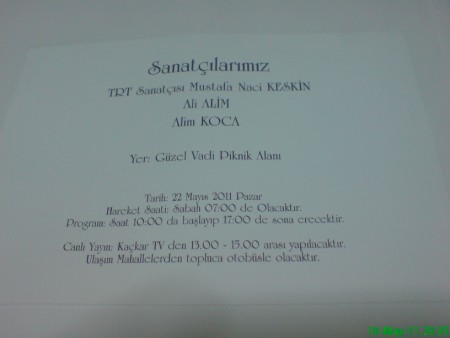 Sanatçılarımız
TRT Sanatçısı Mustafa Naci KESKİN
Ali ALİM
Alim KOCA
Yer: Güzel Vadi Piknik Alanı
Tarih: 22 Mayıs 2011 Pazar
Hareket Saati: Sabah 07:00 de Olacaktır.
Program: Saat 10:00 da başlayıp 17:00 de sona erecektir.
Canlı Yayın: Kaçkar TV den 13.00 - 15.00 arası yapılacaktır.
Ulaşım Mahallelerden topluca otobüsle olacaktır.